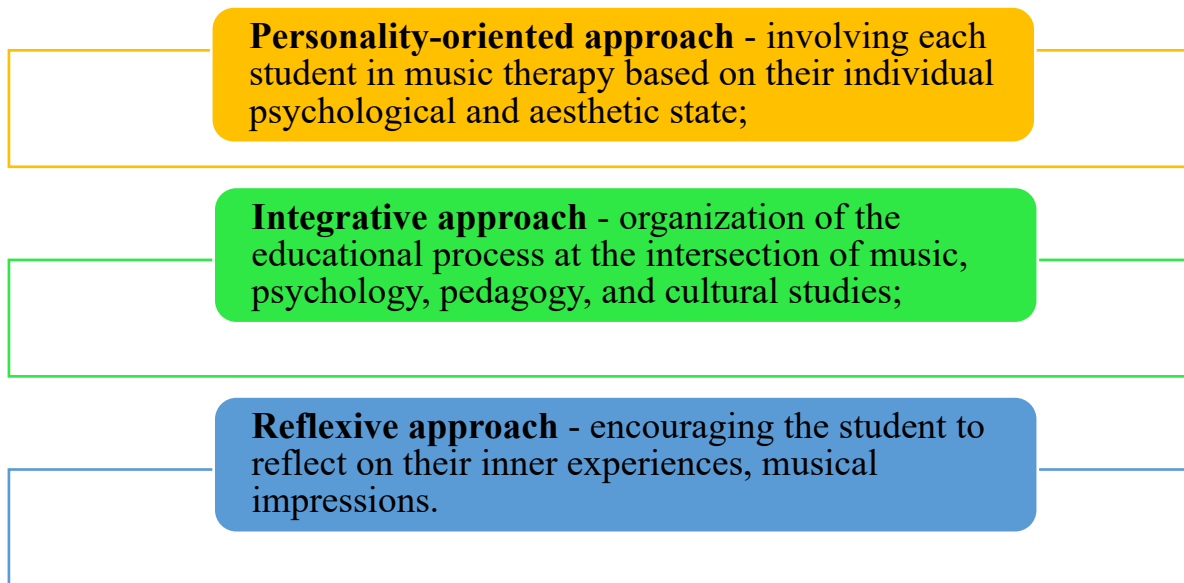 Personality-oriented approach - involving each
student in music therapy based on their individual
psychological and aesthetic state;
Integrative approach - organization of the
educational process at the intersection of music,
psychology, pedagogy, and cultural studies;
Reflexive approach - encouraging the student to
reflect on their inner experiences, musical
impressions.